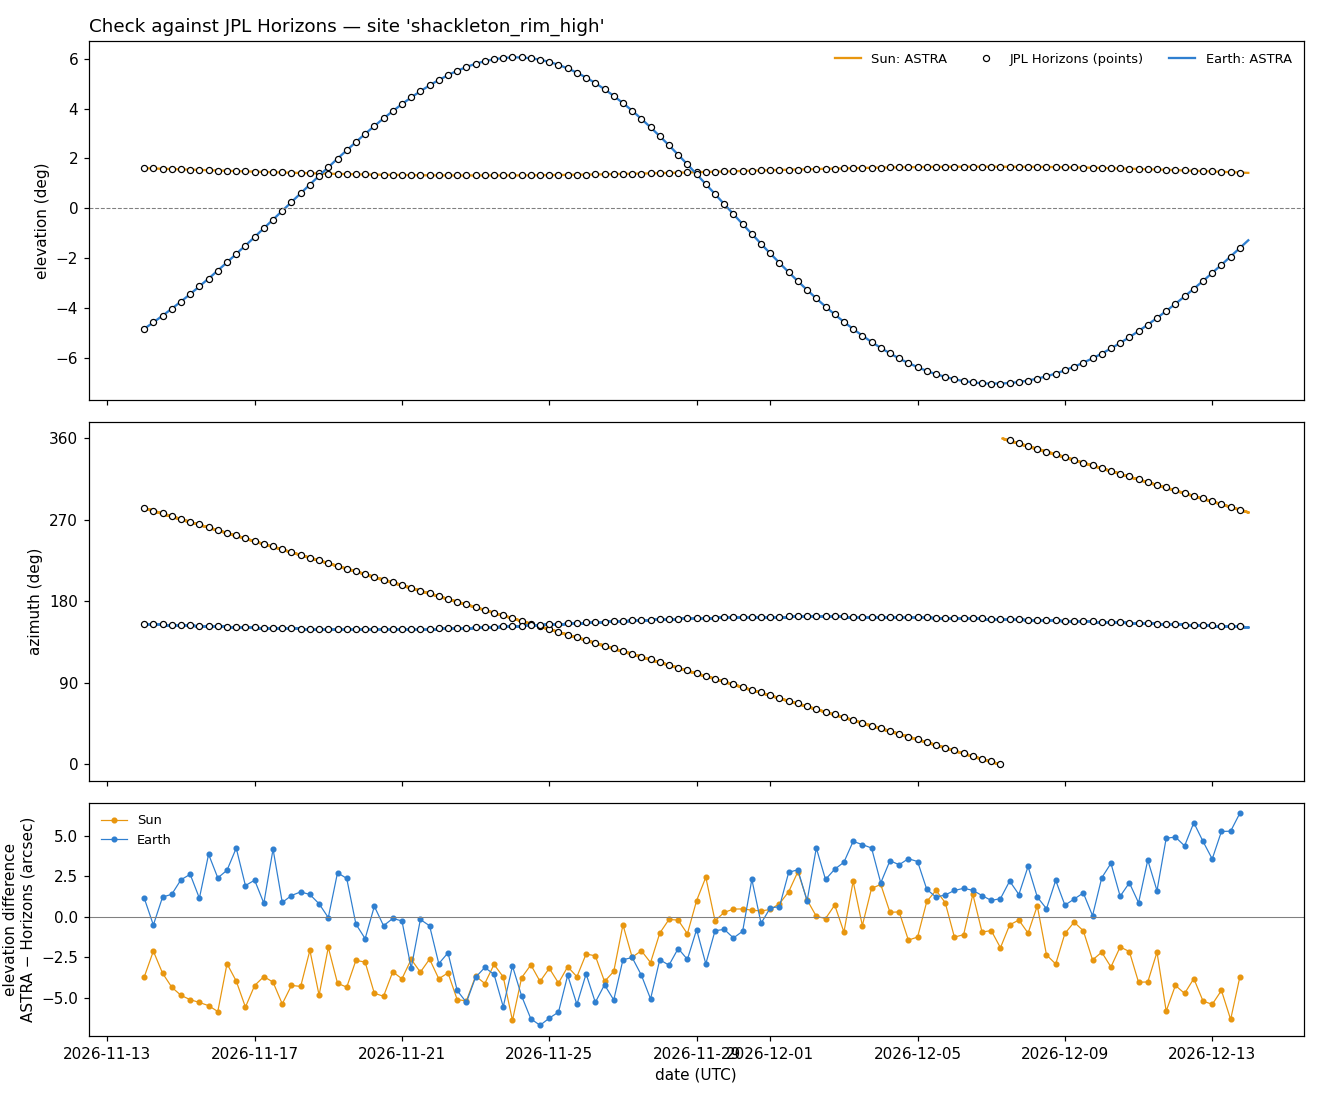 Check against JPL Horizons — site 'shackleton_rim_high'
Sun: ASTRA
JPL Horizons (points)
Earth: ASTRA
elevation (deg)
6
4
2
0
−2
−4
−6
azimuth (deg)
360
270
180
90
0
elevation difference
ASTRA − Horizons (arcsec)
Sun
Earth
5.0
2.5
0.0
−2.5
−5.0
2026-11-13
2026-11-17
2026-11-21
2026-11-25
2026-11-29
2026-12-01
2026-12-05
2026-12-09
2026-12-13
date (UTC)